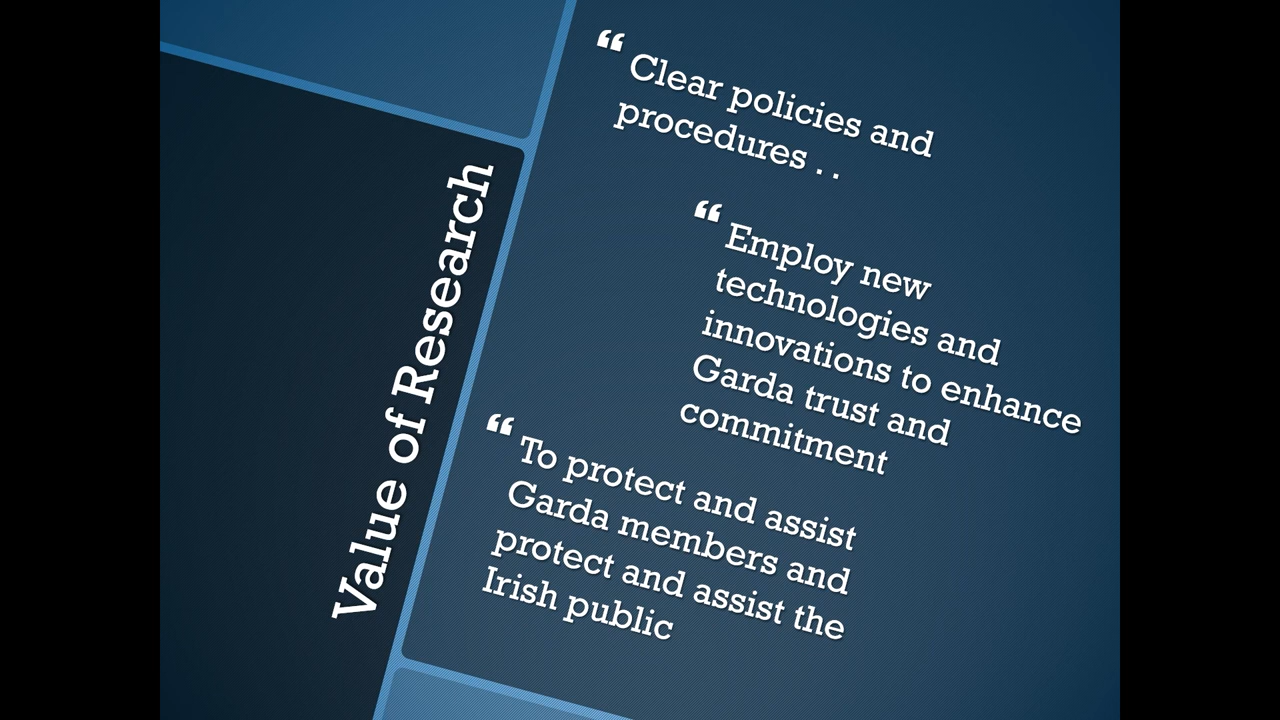 Value of Research
“ Clear policies and
procedures . .
“ Employ new
technologies and
innovations to enhance
Garda trust and
commitment
“ To protect and assist
Garda members and
protect and assist the
Irish public